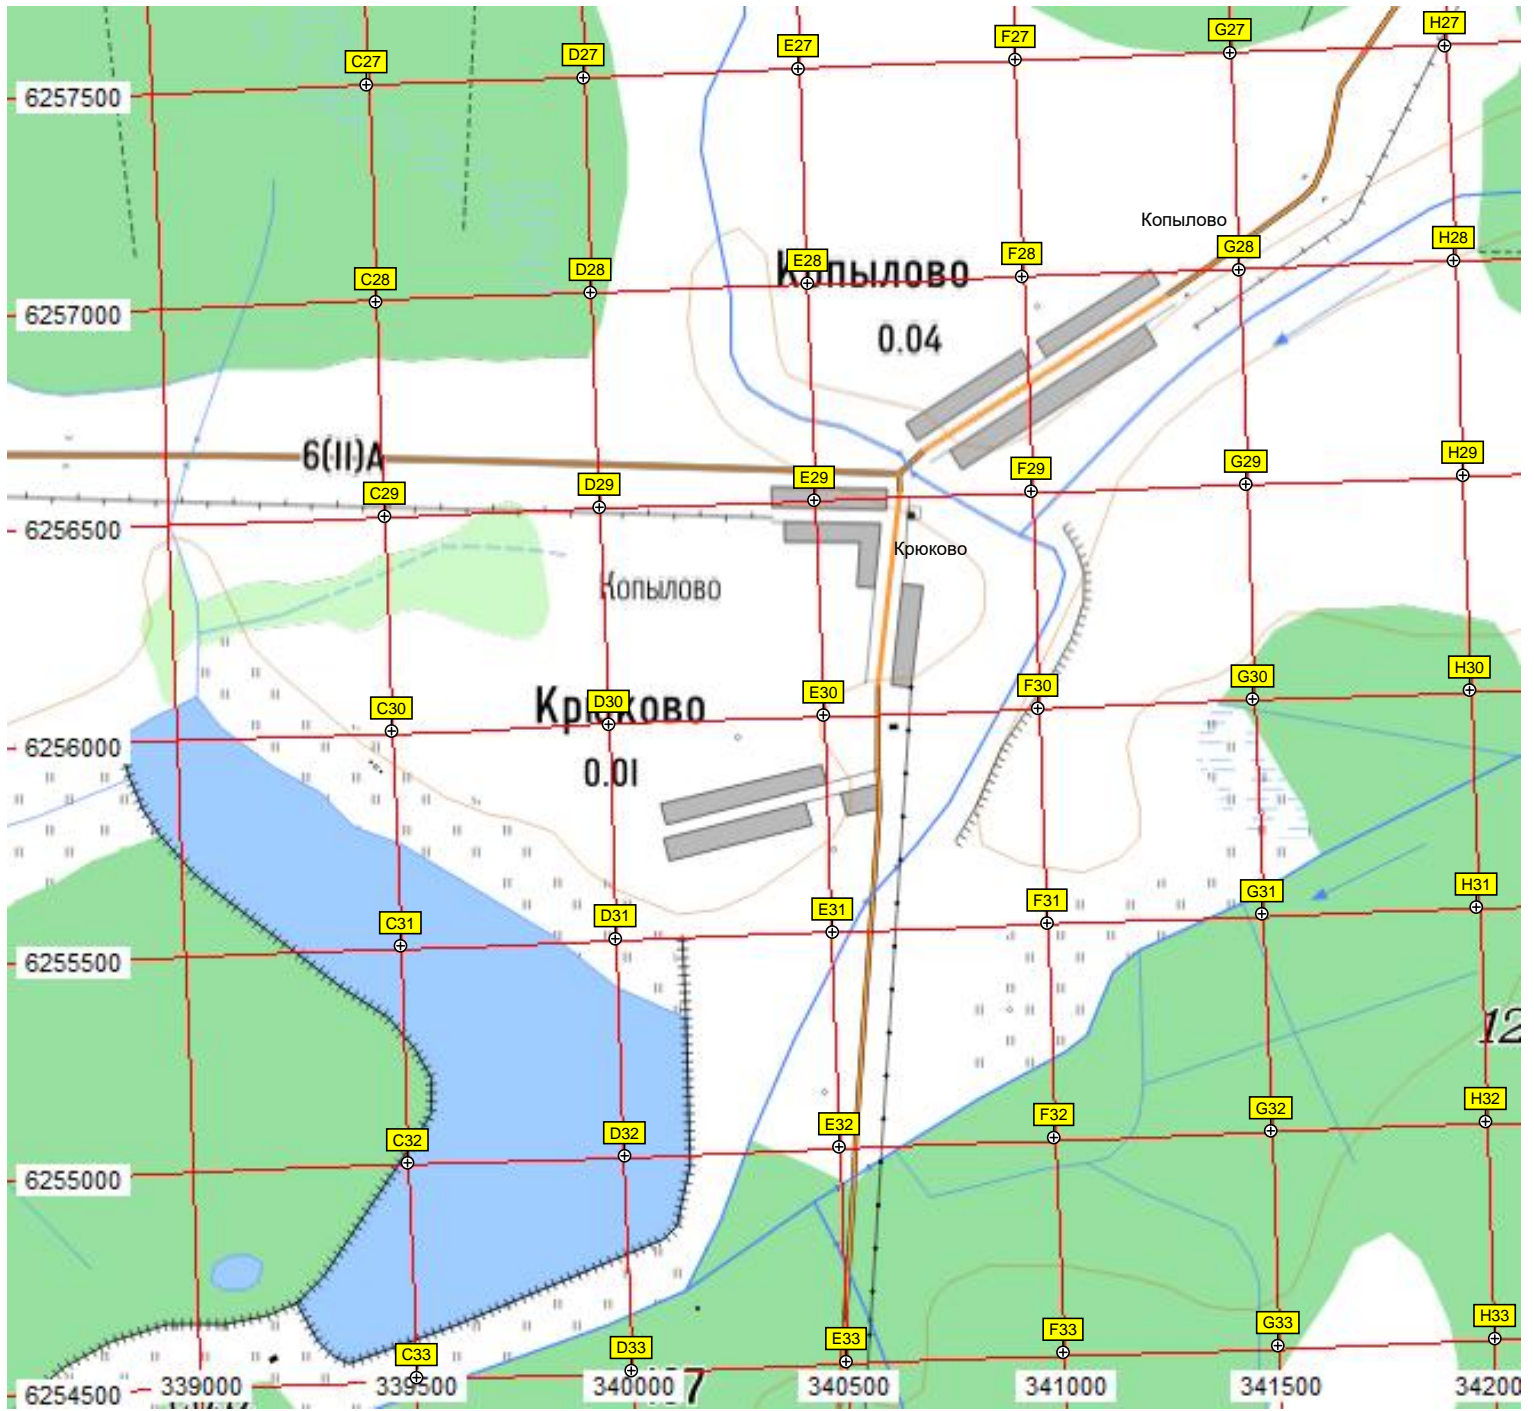 C27 D27 E27 F27 G27 H27
6257500
Копылово
C28 D28 E28 F28 G28 H28
Копылово
6257000
0.04
6(II)А
C29 D29 E29 F29 G29 H29
6256500
Крюково
Копылово
C30 D30 E30 F30 G30 H30
Крюково
6256000
0.01
C31 D31 E31 F31 G31 H31
6255500
12
C32 D32 E32 F32 G32 H32
6255000
C33 D33 E33 F33 G33 H33
6254500 339000 339500 340000 340500 341000 341500 34200